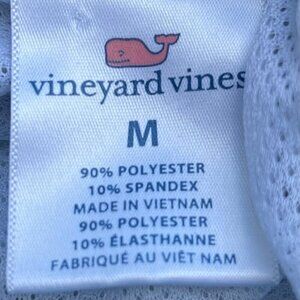 vineyard vines
M
90% POLYESTER
10% SPANDEX
MADE IN VIETNAM
90% POLYESTER
10% ÉLASTHANNE
FABRIQUÉ AU VIÊT NAM